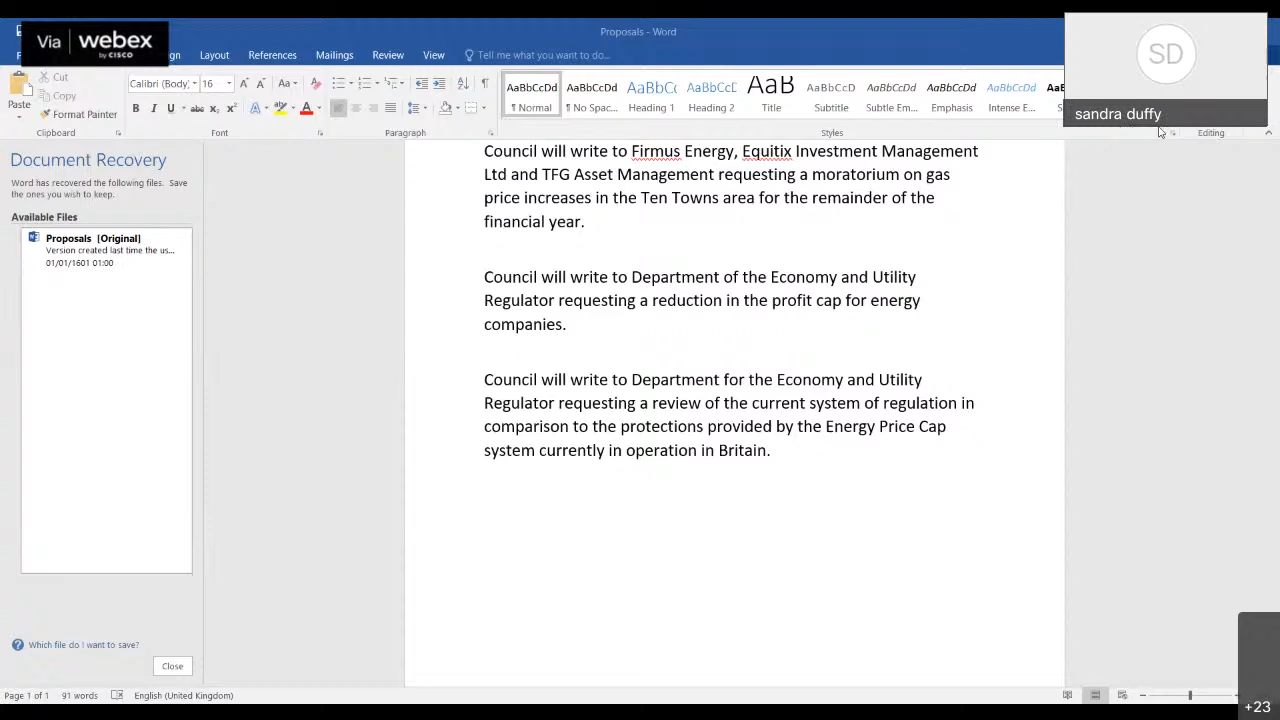 Via webex
by CISCO
Proposals - Word
Layout References Mailings Review View Tell me what you want to do...
Paste Cut
Copy
Format Painter
Calibri (Body) 16
AaBbCcDd AaBbCcDd AaBbCc AaBbCcC AaB AaBbCcD AaBbCcDd AaBbCcDd AaBbCcDd
¶ Normal ¶ No Spac... Heading 1 Heading 2 Title Subtitle Subtle Em... Emphasis Intense E...
Clipboard Font Paragraph Styles Editing
SD
sandra duffy
Document Recovery
Word has recovered the following files. Save
the ones you wish to keep.
Available Files
Proposals [Original]
Version created last time the us...
01/01/1601 01:00
Which file do I want to save?
Close
Council will write to Firmus Energy, Equitix Investment Management
Ltd and TFG Asset Management requesting a moratorium on gas
price increases in the Ten Towns area for the remainder of the
financial year.
Council will write to Department of the Economy and Utility
Regulator requesting a reduction in the profit cap for energy
companies.
Council will write to Department for the Economy and Utility
Regulator requesting a review of the current system of regulation in
comparison to the protections provided by the Energy Price Cap
system currently in operation in Britain.
Page 1 of 1 91 words English (United Kingdom)
+23